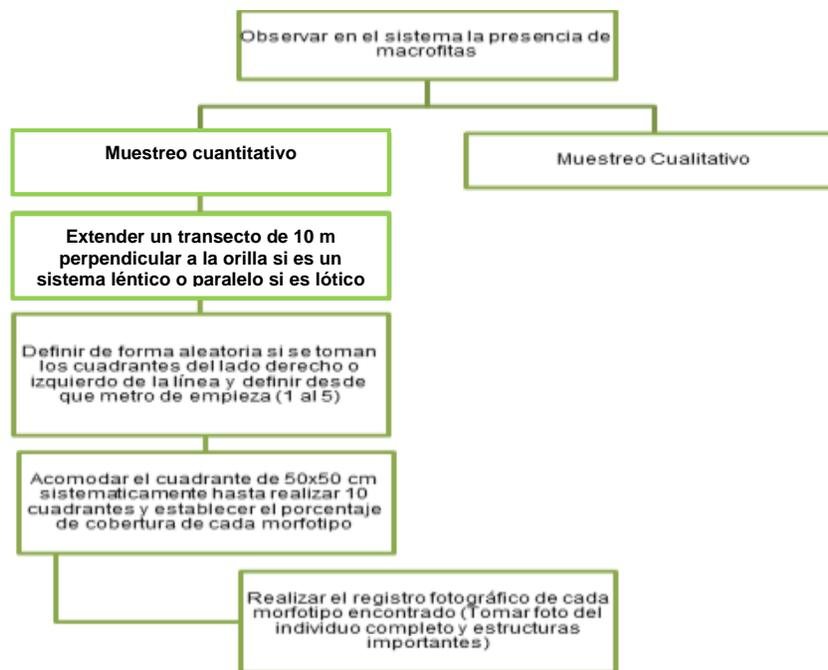 Observar en el sistema la presencia de
macrofitas
Muestreo cuantitativo
Muestreo Cualitativo
Extender un transecto de 10 m
perpendicular a la orilla si es un
sistema léntico o paralelo si es lótico
Definir de forma aleatoria si se toman
los cuadrantes del lado derecho o
izquierdo de la línea y definir desde
que metro de empieza (1 al 5)
Acomodar el cuadrante de 50x50 cm
sistematicamente hasta realizar 10
cuadrantes y establecer el porcentaje
de cobertura de cada morfotipo
Realizar el registro fotográfico de cada
morfotipo encontrado (Tomar foto del
individuo completo y estructuras
importantes)